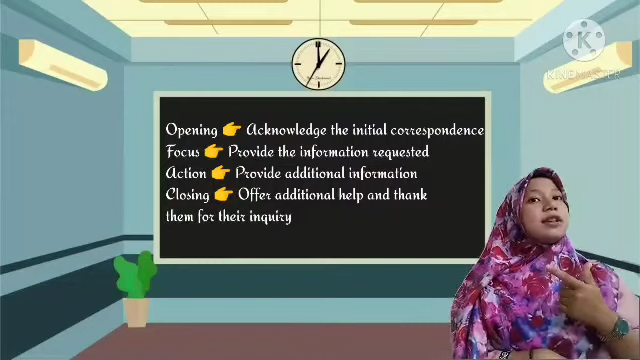 KINEMASTER
Opening 👉 Acknowledge the initial correspondence
Focus 👉 Provide the information requested
Action 👉 Provide additional information
Closing 👉 Offer additional help and thank
them for their inquiry